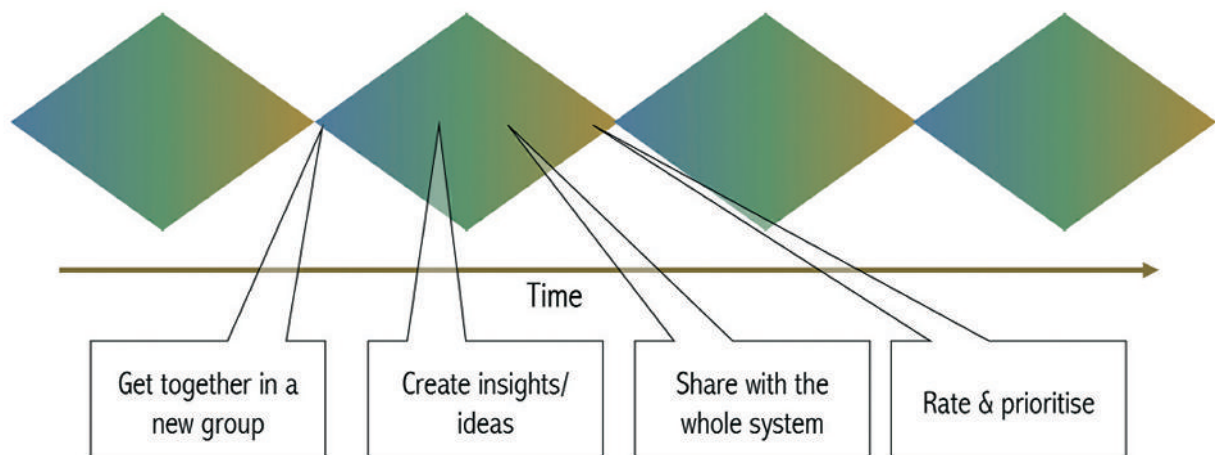 Time
Get together in a
new group
Create insights/
ideas
Share with the
whole system
Rate & prioritise